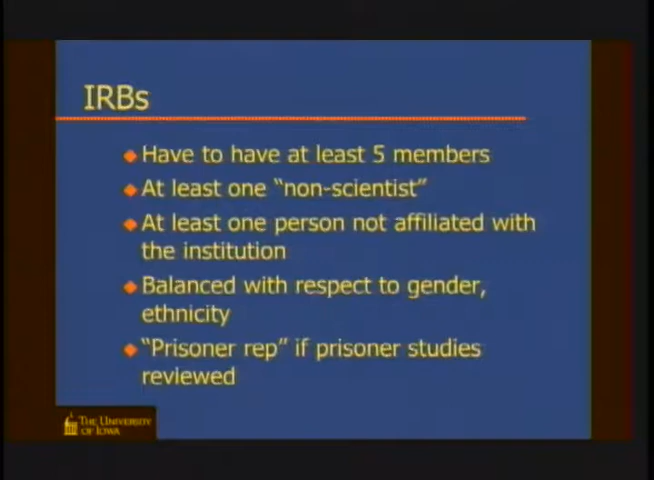 IRBs
Have to have at least 5 members
At least one “non-scientist”
At least one person not affiliated with
the institution
Balanced with respect to gender,
ethnicity
“Prisoner rep” if prisoner studies
reviewed
THE UNIVERSITY
OF IOWA